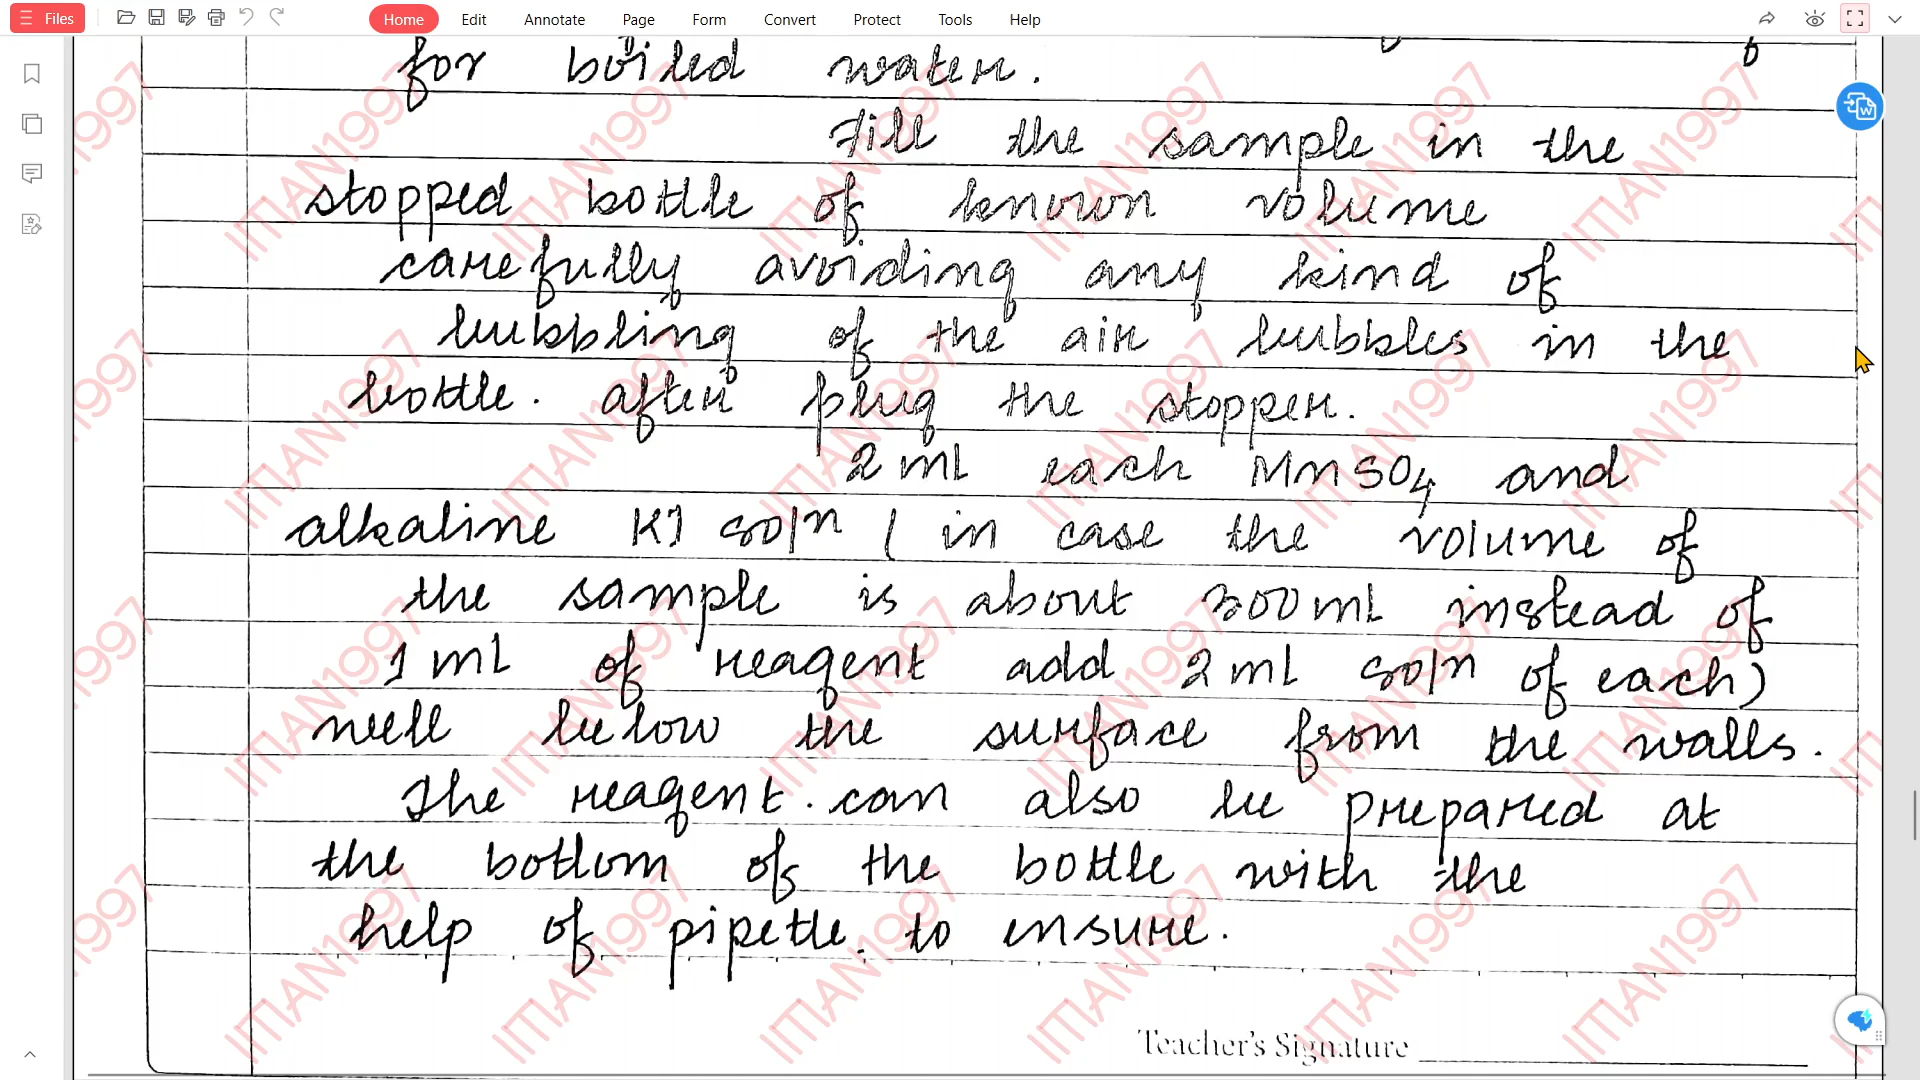 Files Home Edit Annotate Page Form Convert Protect Tools Help
for boiled water.
Fill the sample in the
stopped bottle of known volume
carefully avoiding any kind of
bubbling of the air bubbles in the
bottle. after plug the stopper.
2 ml each MnSO4 and
alkaline KI soln ( in case the volume of
the sample is about 300 ml instead of
1 ml of reagent add 2 ml soln of each)
well below the surface from the walls.
The reagent. can also be prepared at
the bottom of the bottle with the
help of pipette. to ensure.
Teacher's Signature
IMAN1997